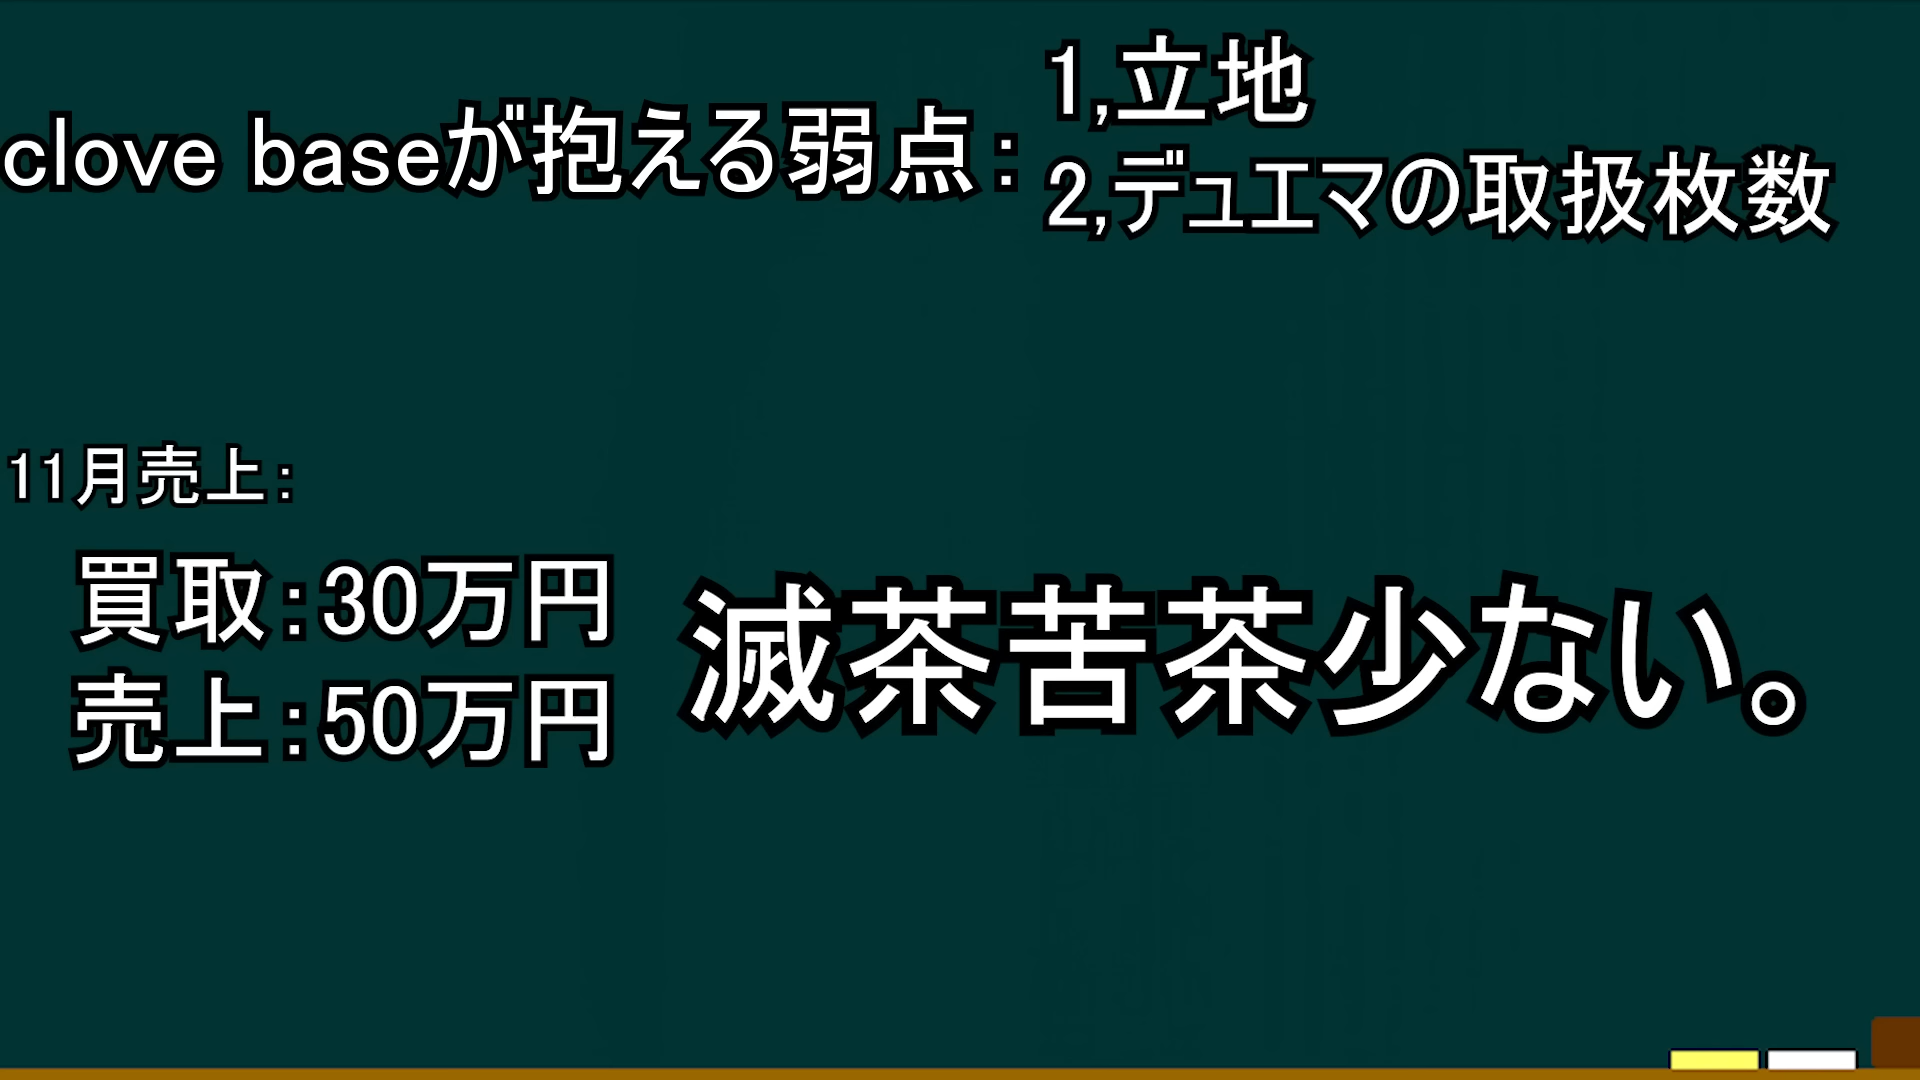 clove baseが抱える弱点：
1,立地
2,デュエマの取扱枚数
11月売上：
買取：30万円
売上：50万円
滅茶苦茶少ない。